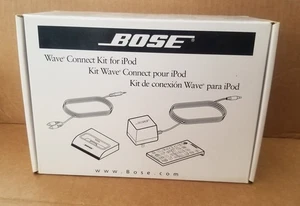 BOSE
Wave® Connect Kit for iPod
Kit Wave® Connect pour iPod
Kit de conexión Wave® para iPod
www.Bose.com